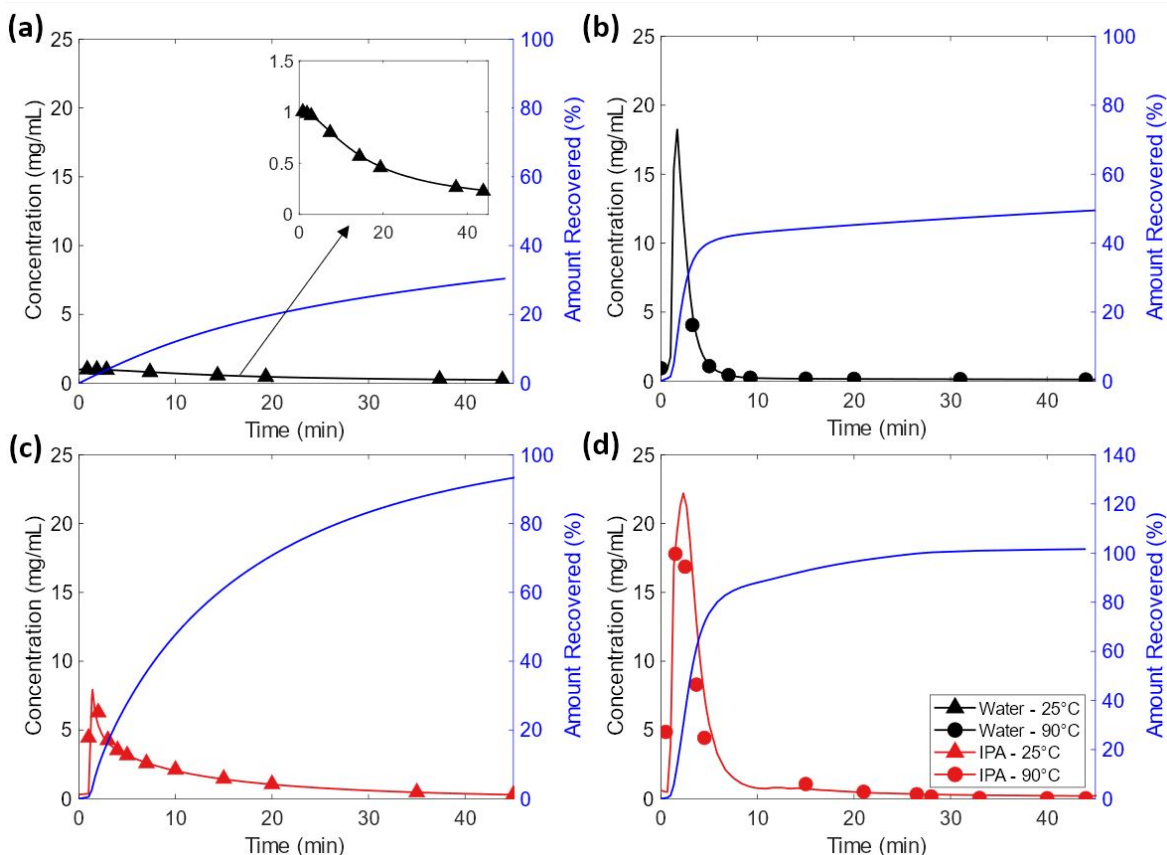 (a)
25
20
15
10
5
0
Concentration (mg/mL)
0 10 20 30 40
Time (min)
100
80
60
40
20
0
Amount Recovered (%)
1.5
1
0.5
0
0 20 40
(b)
25
20
15
10
5
0
Concentration (mg/mL)
0 10 20 30 40
Time (min)
100
80
60
40
20
0
Amount Recovered (%)
(c)
25
20
15
10
5
0
Concentration (mg/mL)
0 10 20 30 40
Time (min)
100
80
60
40
20
0
Amount Recovered (%)
(d)
25
20
15
10
5
0
Concentration (mg/mL)
0 10 20 30 40
Time (min)
140
120
100
80
60
40
20
0
Amount Recovered (%)
Water - 25°C
Water - 90°C
IPA - 25°C
IPA - 90°C